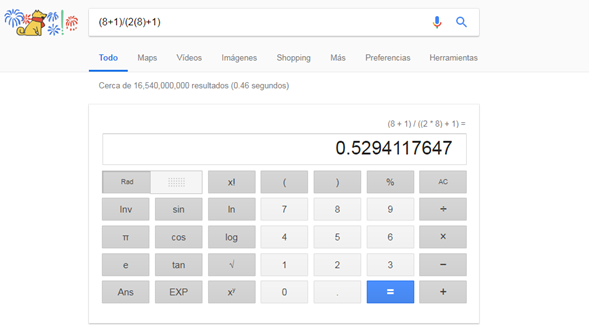 (8+1)/(2(8)+1)
Todo Maps Vídeos Imágenes Shopping Más Preferencias Herramientas
Cerca de 16,540,000,000 resultados (0.46 segundos)
(8 + 1) / ((2 * 8) + 1) =
0.5294117647
Rad x! ( ) % AC
Inv sin ln 7 8 9 ÷
π cos log 4 5 6 ×
e tan √ 1 2 3 −
Ans EXP xʸ 0 . = +